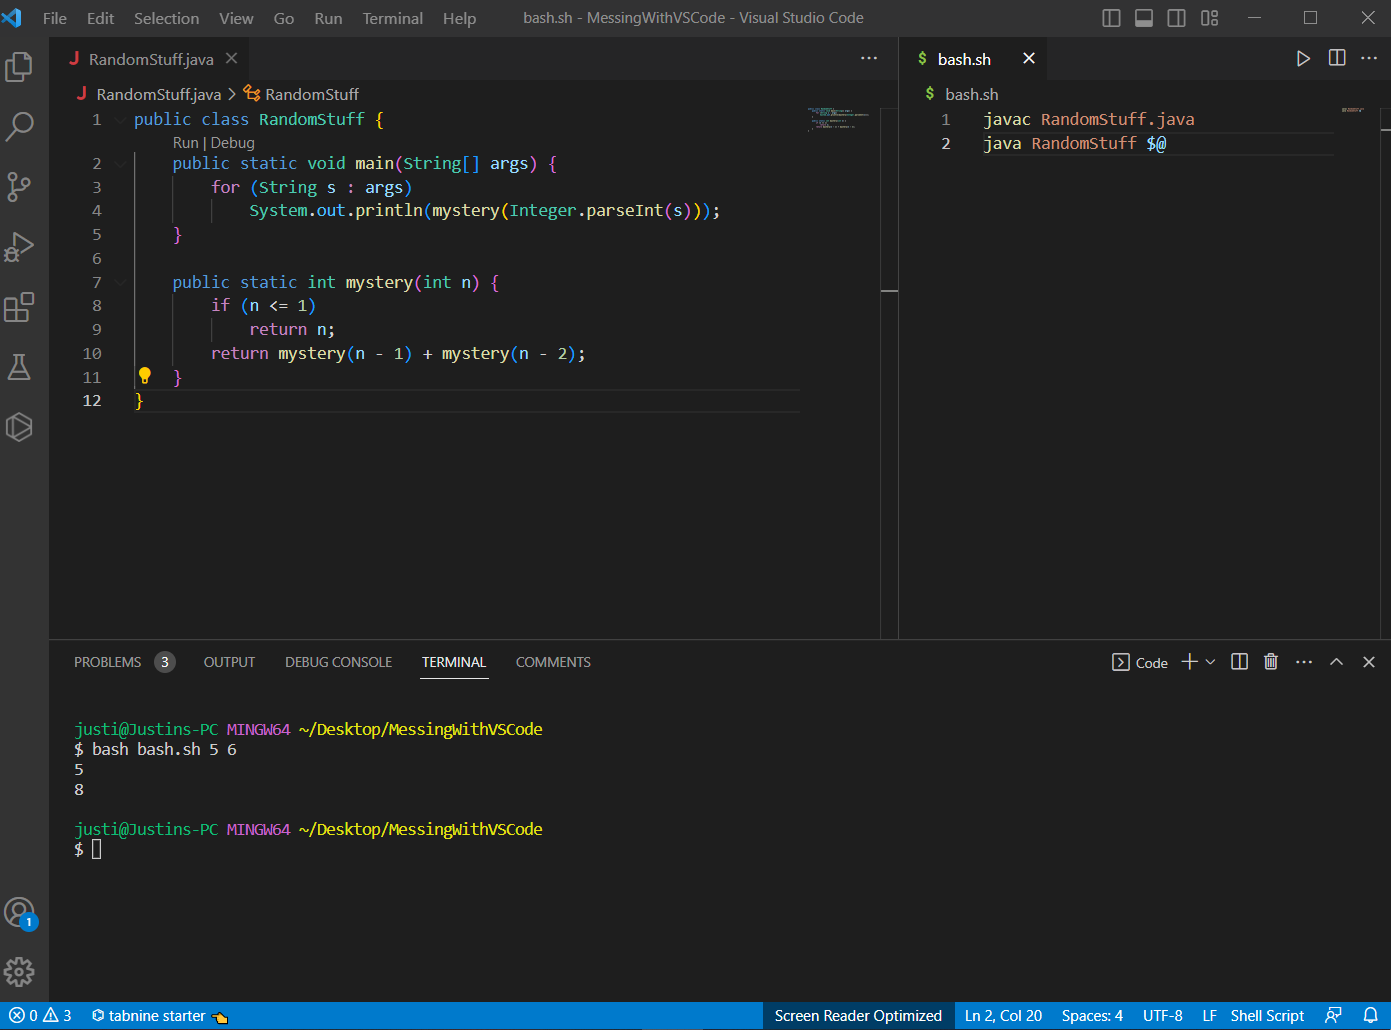 File Edit Selection View Go Run Terminal Help bash.sh - MessingWithVSCode - Visual Studio Code
RandomStuff.java
RandomStuff.java > RandomStuff
1 public class RandomStuff {
Run | Debug
2 public static void main(String[] args) {
3 for (String s : args)
4 System.out.println(mystery(Integer.parseInt(s)));
5 }
6
7 public static int mystery(int n) {
8 if (n <= 1)
9 return n;
10 return mystery(n - 1) + mystery(n - 2);
11 }
12 }
$ bash.sh
$ bash.sh
1 javac RandomStuff.java
2 java RandomStuff $@
PROBLEMS 3 OUTPUT DEBUG CONSOLE TERMINAL COMMENTS Code
justi@Justins-PC MINGW64 ~/Desktop/MessingWithVSCode
$ bash bash.sh 5 6
5
8
justi@Justins-PC MINGW64 ~/Desktop/MessingWithVSCode
$
1
0 3 tabnine starter Screen Reader Optimized Ln 2, Col 20 Spaces: 4 UTF-8 LF Shell Script